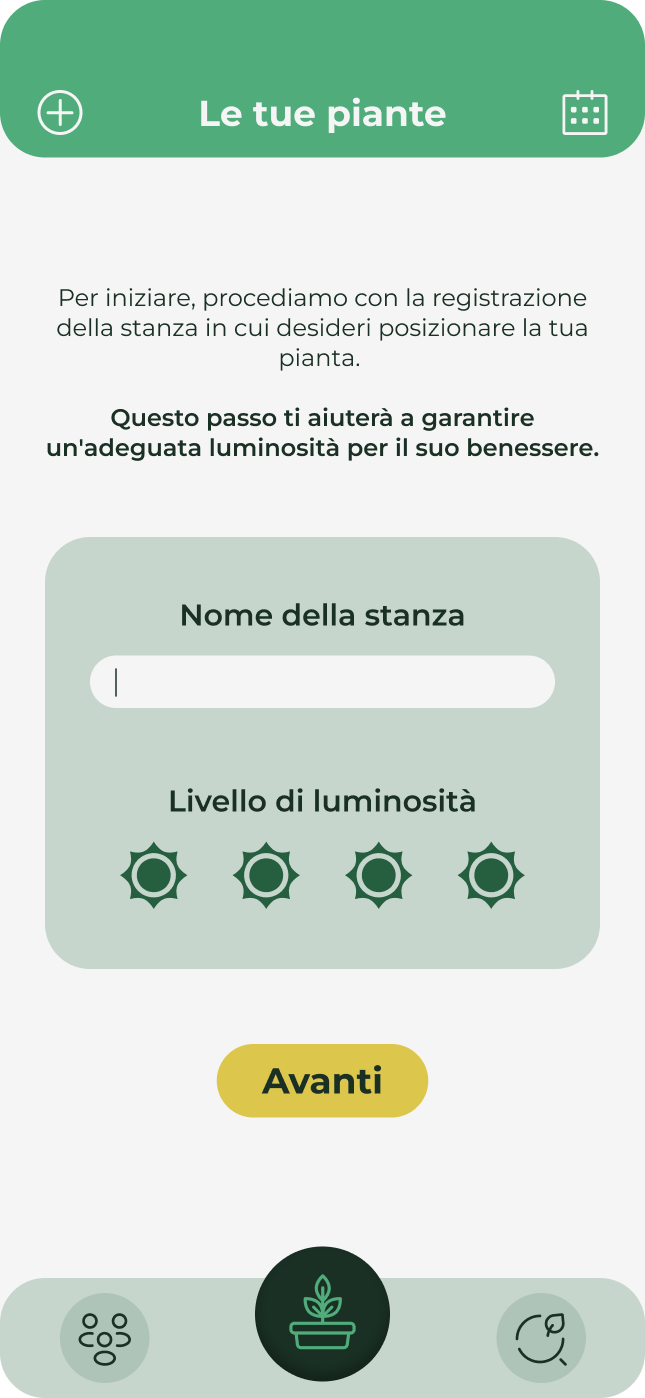 Le tue piante
Per iniziare, procediamo con la registrazione
della stanza in cui desideri posizionare la tua
pianta.
Questo passo ti aiuterà a garantire
un'adeguata luminosità per il suo benessere.
Nome della stanza
Livello di luminosità
Avanti